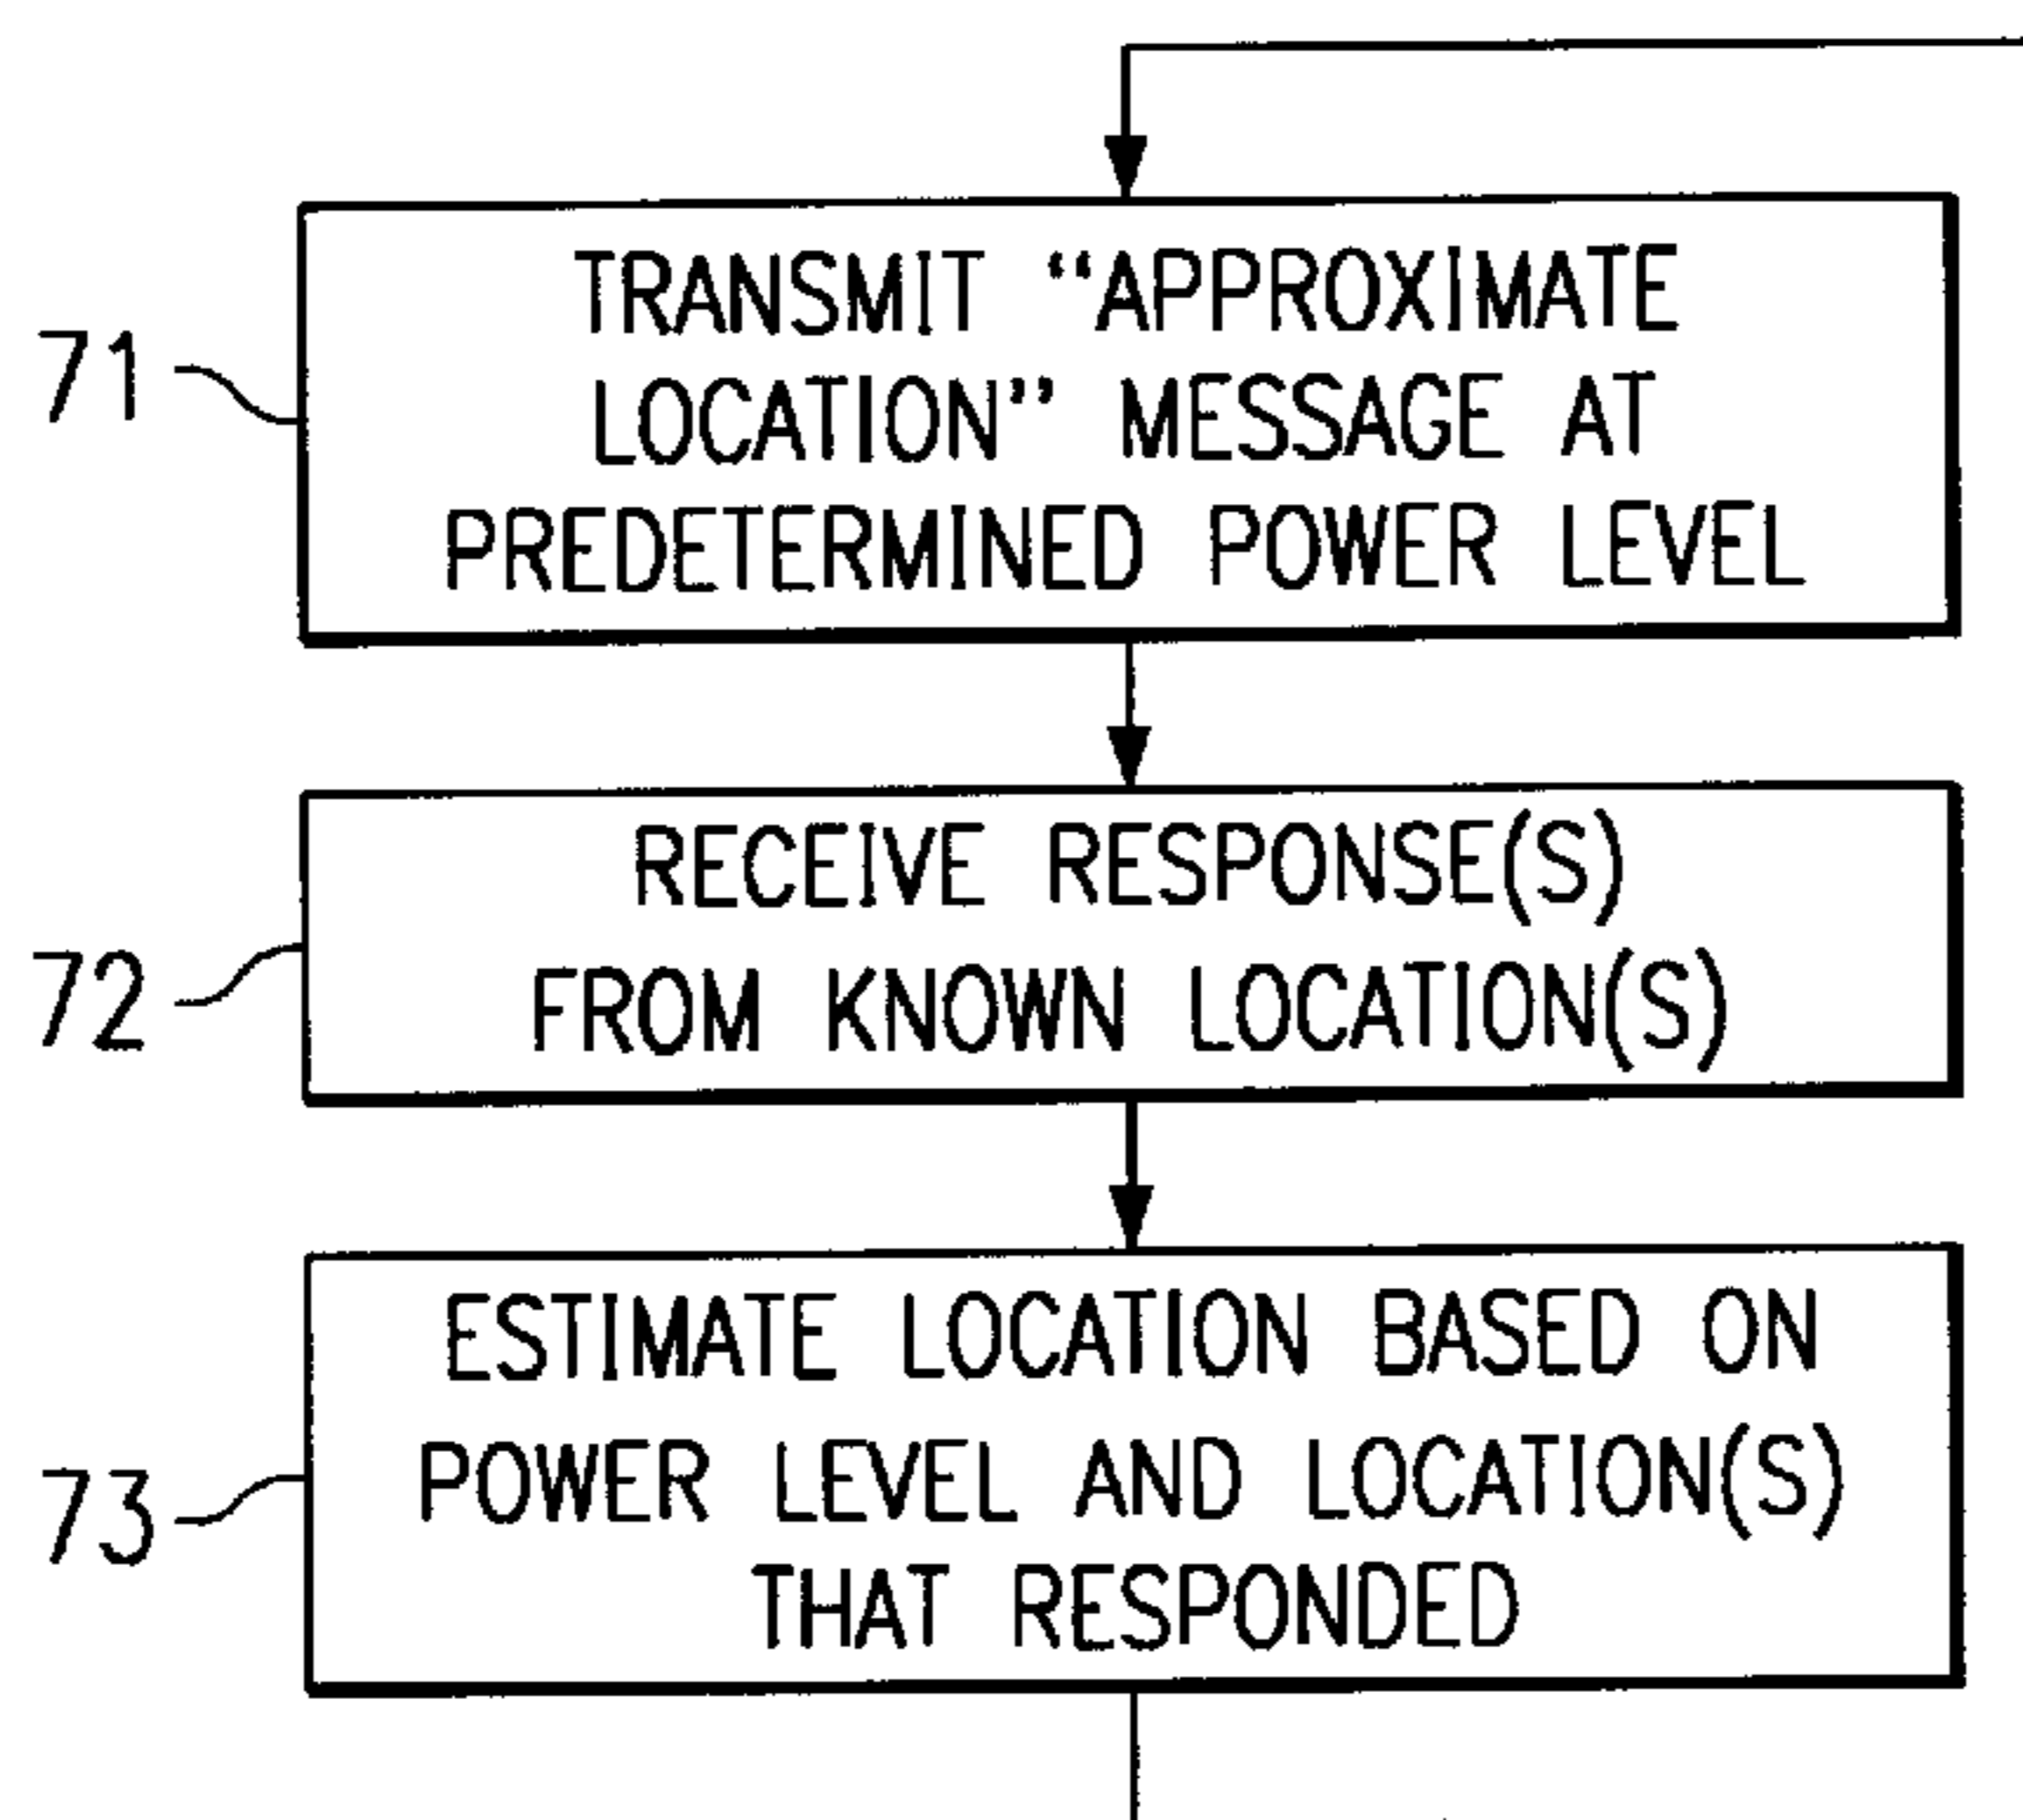 71
TRANSMIT “APPROXIMATE
LOCATION” MESSAGE AT
PREDETERMINED POWER LEVEL
72
RECEIVE RESPONSE(S)
FROM KNOWN LOCATION(S)
73
ESTIMATE LOCATION BASED ON
POWER LEVEL AND LOCATION(S)
THAT RESPONDED